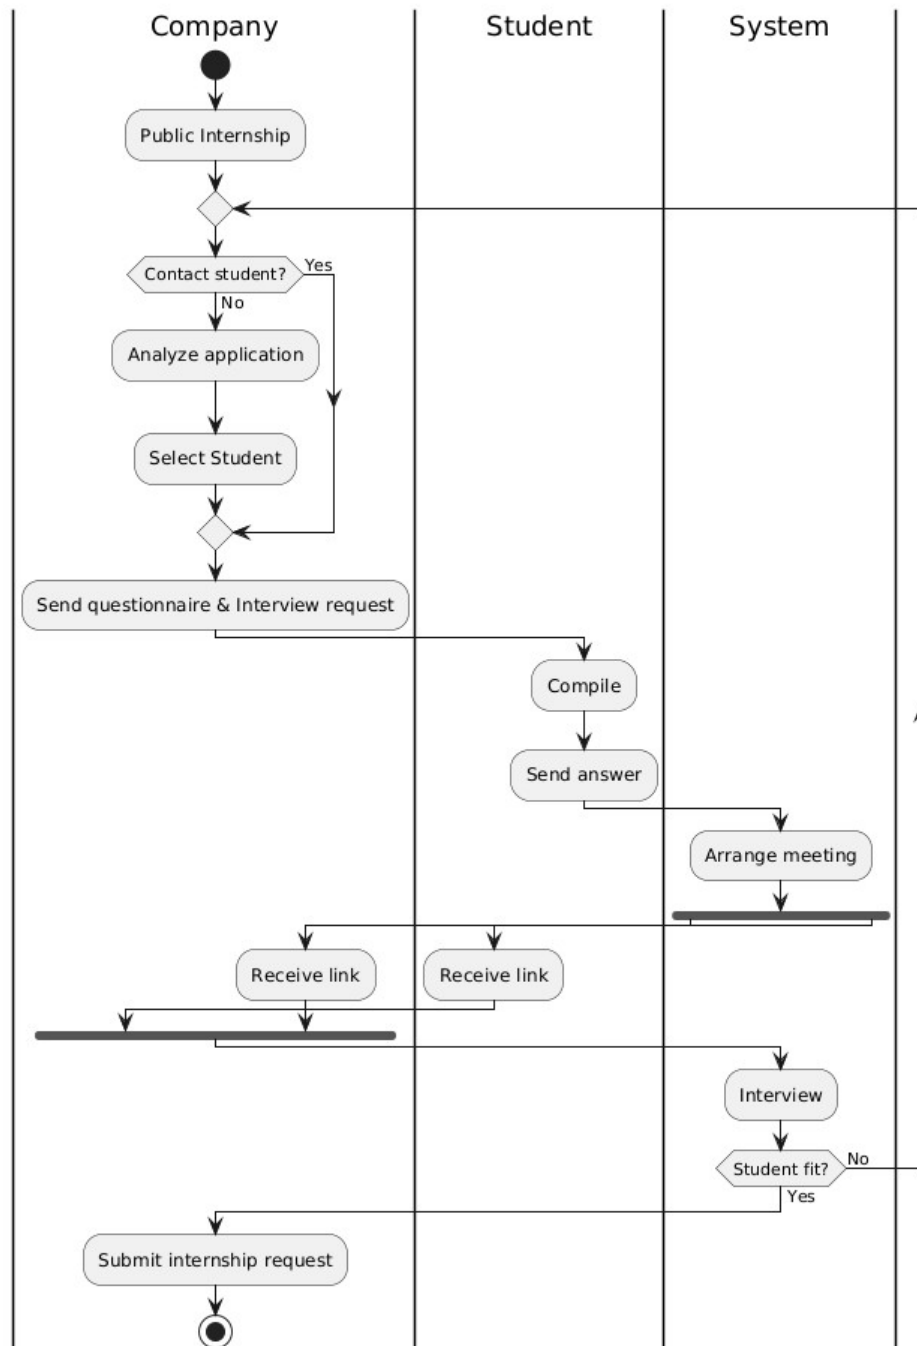 Company
Student
System
Public Internship
Contact student?
Yes
No
Analyze application
Select Student
Send questionnaire & Interview request
Compile
Send answer
Arrange meeting
Receive link
Receive link
Interview
Student fit?
No
Yes
Submit internship request